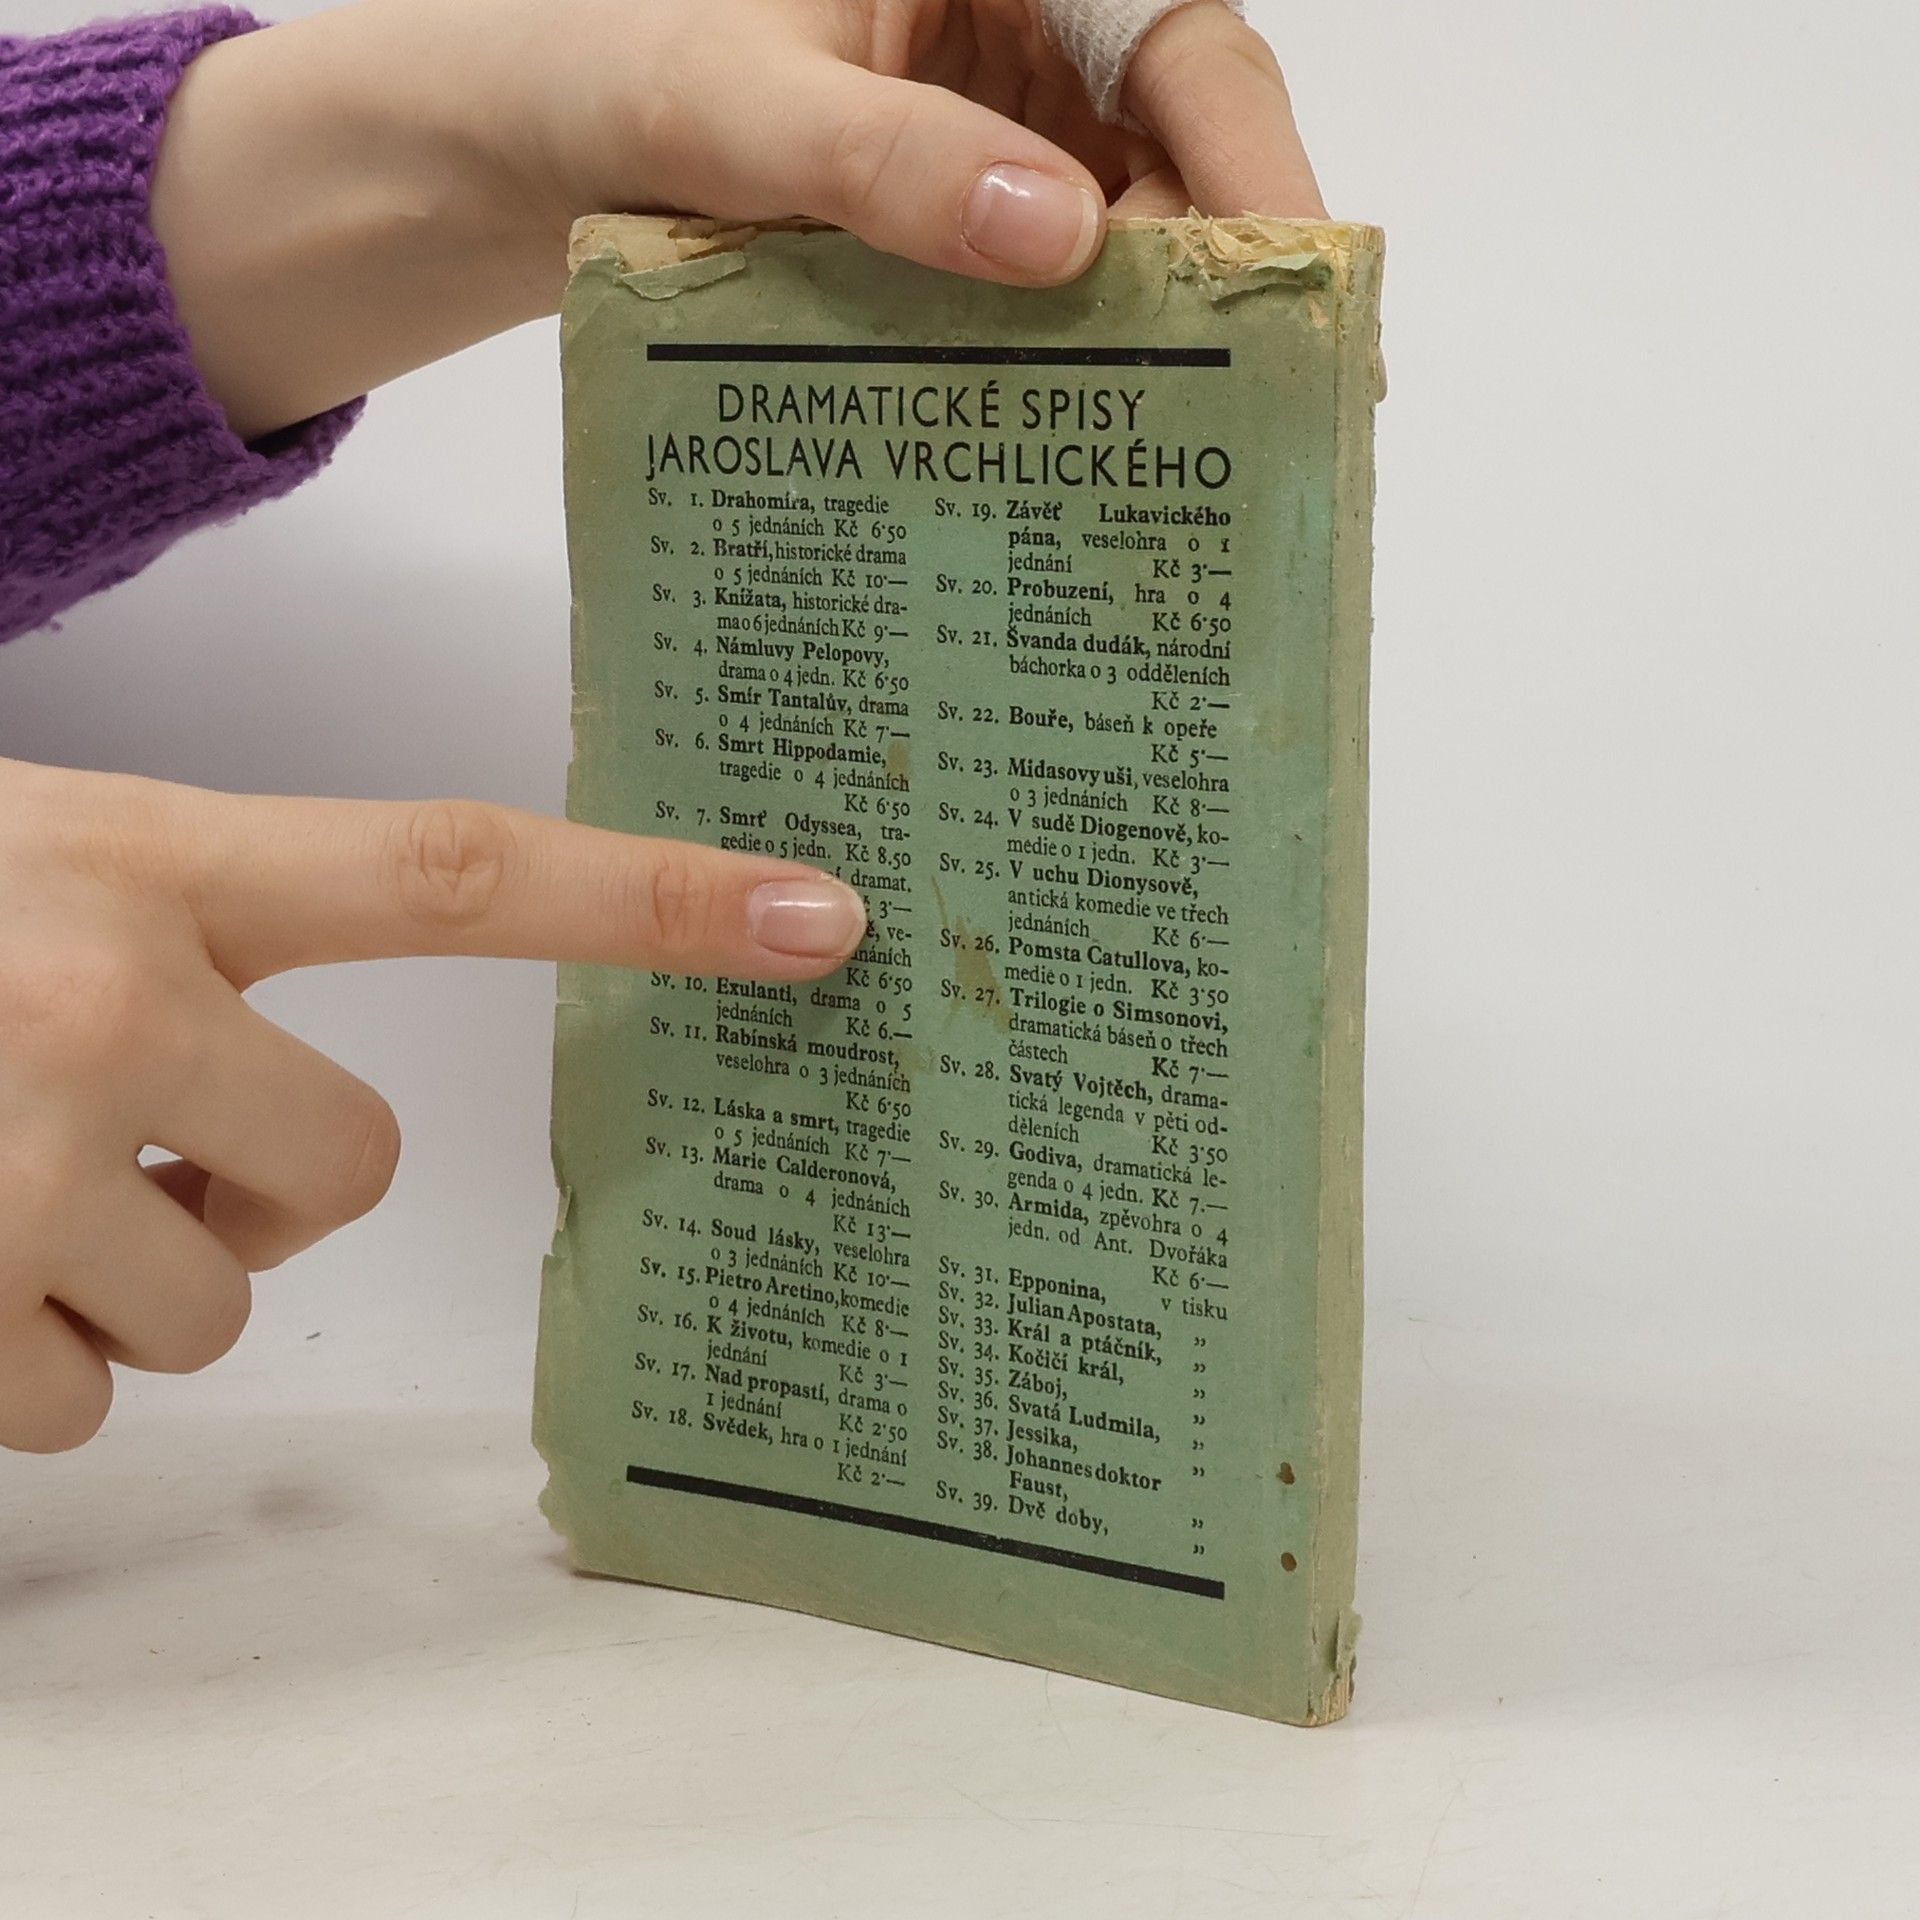 DRAMATICKÉ SPISY
JAROSLAVA VRCHLICKÉHO
Sv. 1. Drahomíra, tragedie
o 5 jednáních Kč 6·50
Sv. 2. Bratří, historické drama
o 5 jednáních Kč 10·—
Sv. 3. Knížata, historické dra-
ma o 6 jednáních Kč 9·—
Sv. 4. Námluvy Pelopovy,
drama o 4 jedn. Kč 6·50
Sv. 5. Smír Tantalův, drama
o 4 jednáních Kč 7·—
Sv. 6. Smrt Hippodamie,
tragedie o 4 jednáních
Kč 6·50
Sv. 7. Smrť Odyssea, tra-
gedie o 5 jedn. Kč 8.50
dramat.
3·—
ve-
Kč 6·50
Sv. 10. Exulanti, drama o 5
jednáních Kč 6.—
Sv. 11. Rabínská moudrost,
veselohra o 3 jednáních
Kč 6·50
Sv. 12. Láska a smrt, tragedie
o 5 jednáních Kč 7·—
Sv. 13. Marie Calderonová,
drama o 4 jednáních
Kč 13·—
Sv. 14. Soud lásky, veselohra
o 3 jednáních Kč 10·—
Sv. 15. Pietro Aretino, komedie
o 4 jednáních Kč 8·—
Sv. 16. K životu, komedie o 1
jednání Kč 3·—
Sv. 17. Nad propastí, drama o
1 jednání Kč 2·50
Sv. 18. Svědek, hra o 1 jednání
Kč 2·—
Sv. 19. Závěť Lukavického
pána, veselohra o 1
jednání Kč 3·—
Sv. 20. Probuzení, hra o 4
jednáních Kč 6·50
Sv. 21. Švanda dudák, národní
báchorka o 3 odděleních
Kč 2·—
Sv. 22. Bouře, báseň k opeře
Kč 5·—
Sv. 23. Midasovy uši, veselohra
o 3 jednáních Kč 8·—
Sv. 24. V sudě Diogenově, ko-
medie o 1 jedn. Kč 3·—
Sv. 25. V uchu Dionysově,
antická komedie ve třech
jednáních Kč 6·—
Sv. 26. Pomsta Catullova, ko-
medie o 1 jedn. Kč 3·50
Sv. 27. Trilogie o Simsonovi,
dramatická báseň o třech
částech Kč 7·—
Sv. 28. Svatý Vojtěch, drama-
tická legenda v pěti od-
děleních Kč 3·50
Sv. 29. Godiva, dramatická le-
genda o 4 jedn. Kč 7.—
Sv. 30. Armida, zpěvohra o 4
jedn. od Ant. Dvořáka
Kč 6·—
Sv. 31. Epponina, v tisku
Sv. 32. Julian Apostata, „
Sv. 33. Král a ptáčník, „
Sv. 34. Kočičí král, „
Sv. 35. Záboj, „
Sv. 36. Svatá Ludmila, „
Sv. 37. Jessika, „
Sv. 38. Johannes doktor
Faust, „
Sv. 39. Dvě doby, „